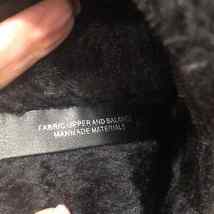 FABRIC UPPER AND BALANCE
MANMADE MATERIALS